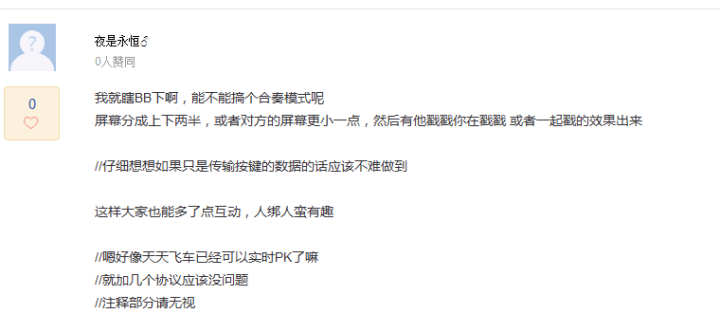 夜是永恒♂
0人赞同
0
我就瞎BB下啊，能不能搞个合奏模式呢
屏幕分成上下两半，或者对方的屏幕更小一点，然后有他戳戳你在戳戳 或者一起戳的效果出来
//仔细想想如果只是传输按键的数据的话应该不难做到
这样大家也能多了点互动，人绑人蛮有趣
//嗯好像天天飞车已经可以实时PK了嘛
//就加几个协议应该没问题
//注释部分请无视